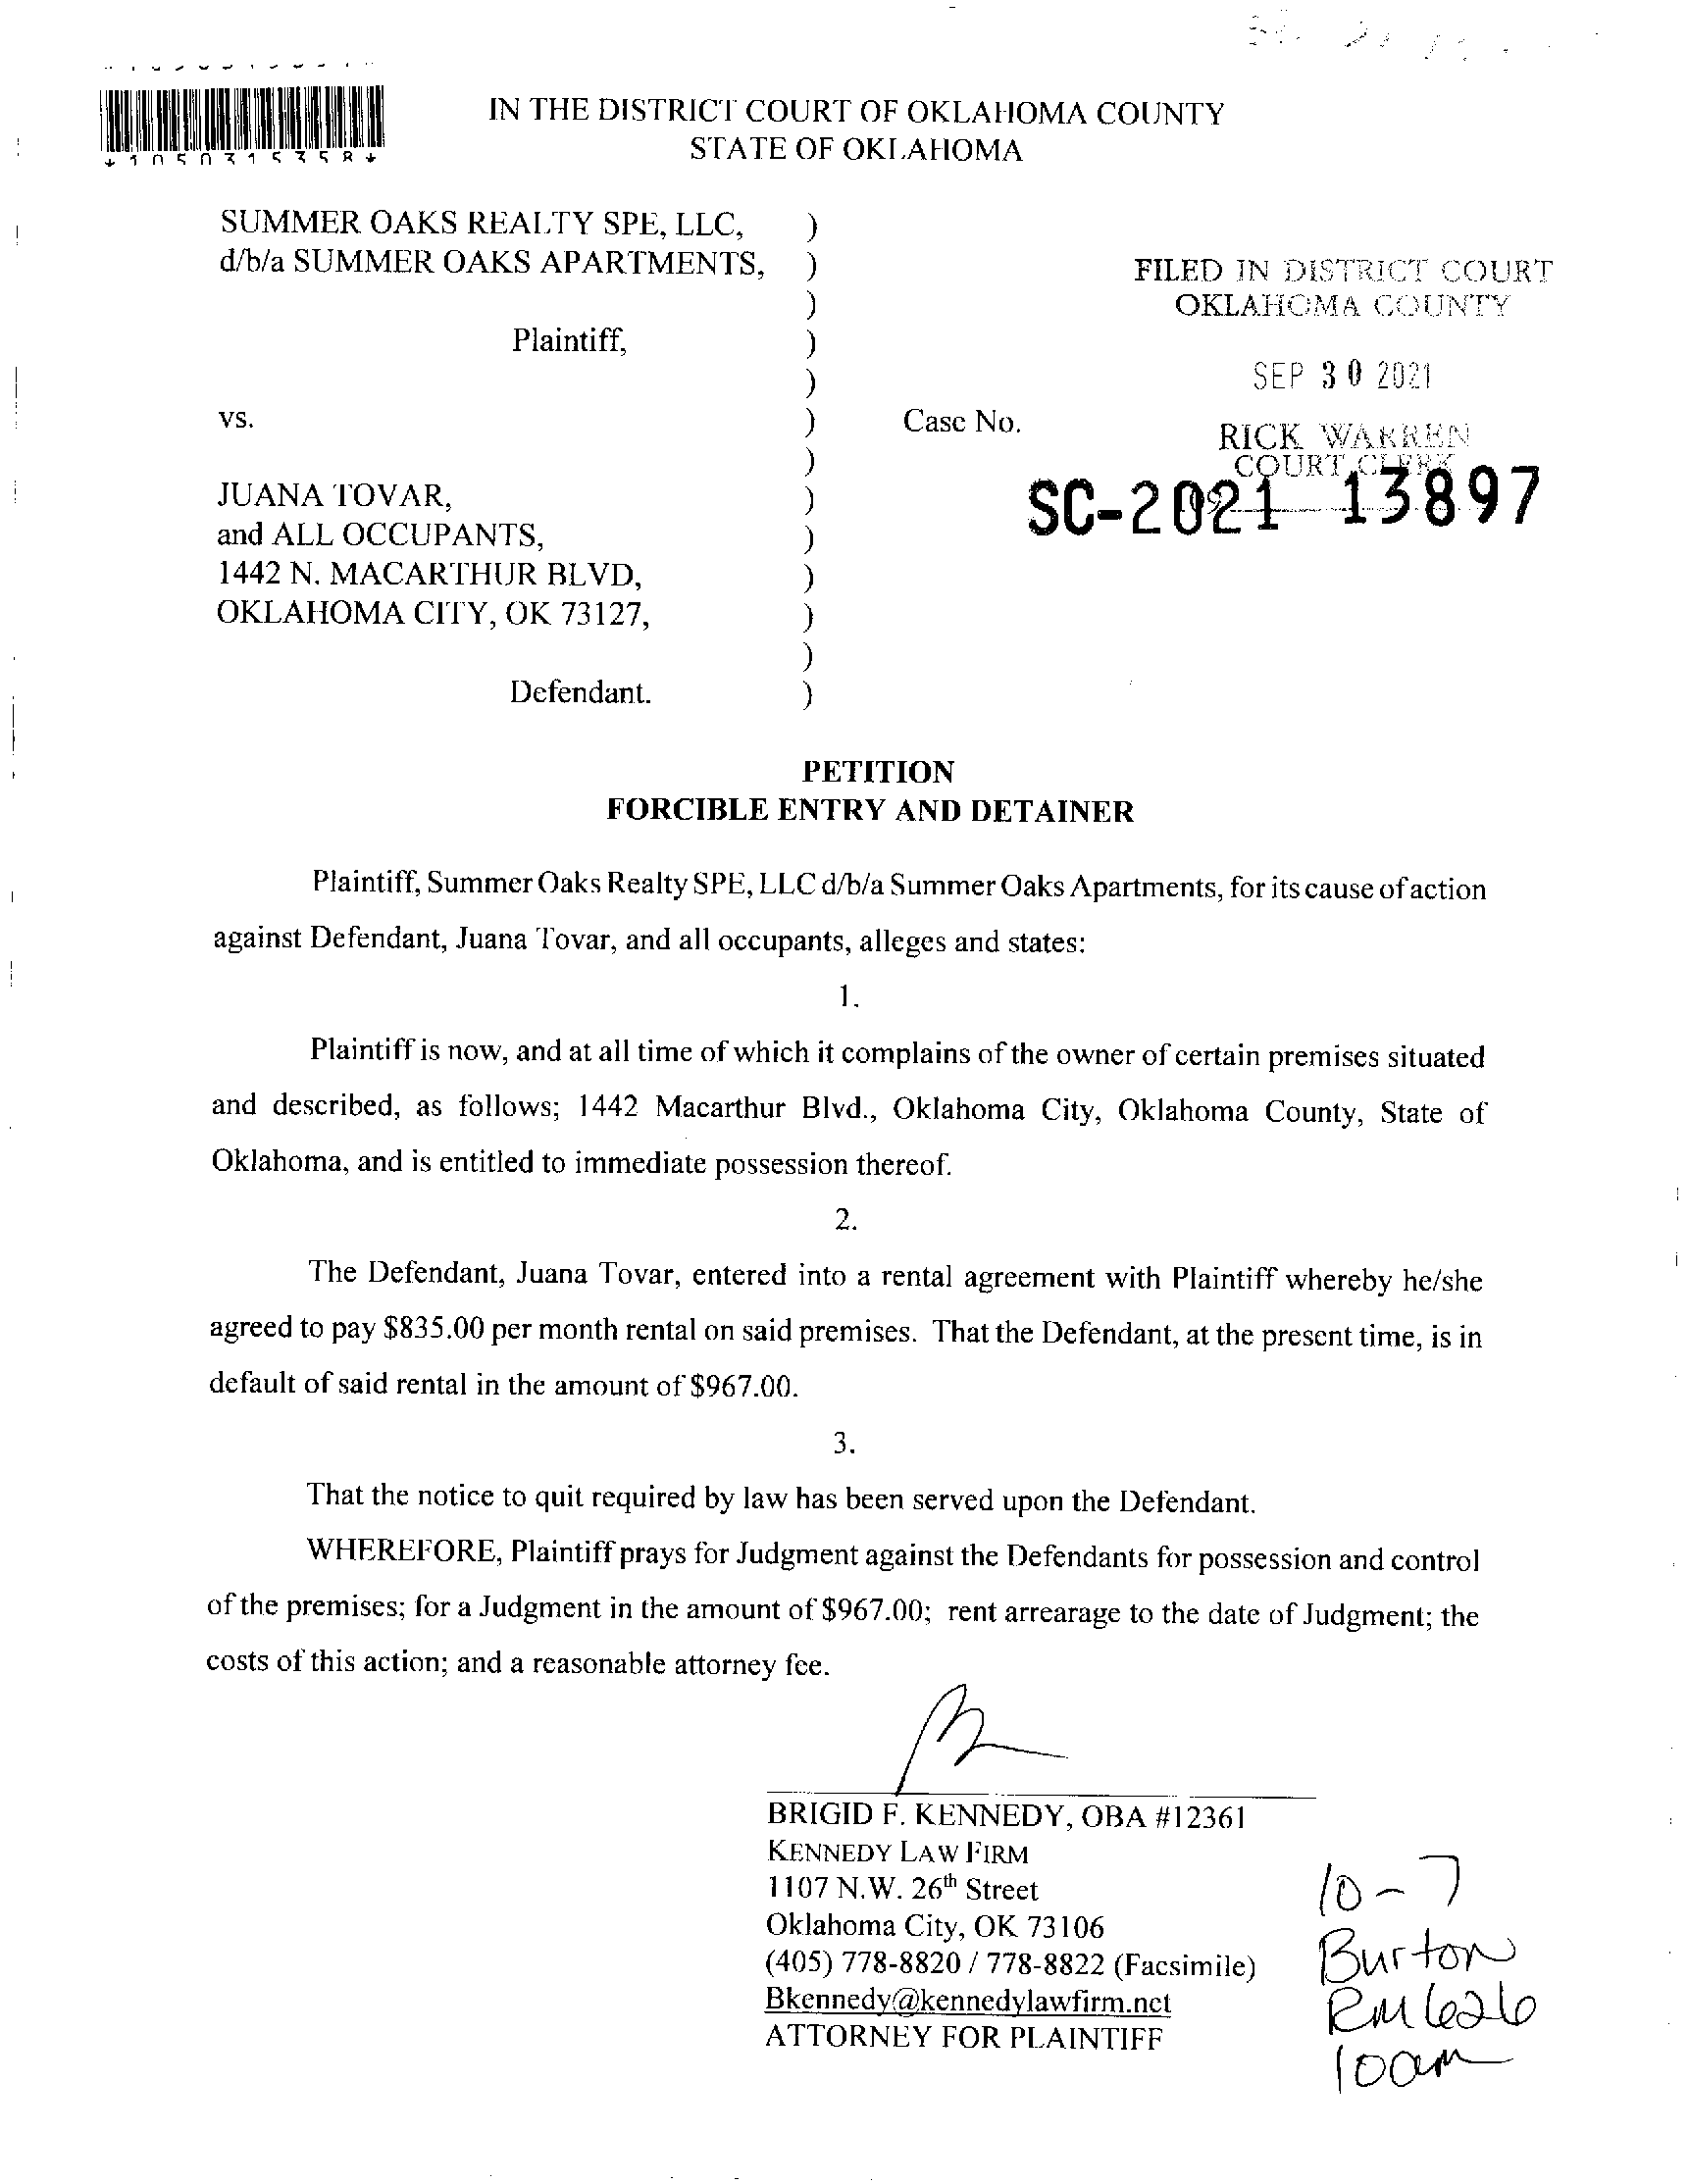 *1050315358*
IN THE DISTRICT COURT OF OKLAHOMA COUNTY
STATE OF OKLAHOMA
SUMMER OAKS REALTY SPE, LLC, )
d/b/a SUMMER OAKS APARTMENTS, )
)
Plaintiff, )
)
vs. )
)
JUANA TOVAR, )
and ALL OCCUPANTS, )
1442 N. MACARTHUR BLVD, )
OKLAHOMA CITY, OK 73127, )
)
Defendant. )
FILED IN DISTRICT COURT
OKLAHOMA COUNTY
SEP 30 2021
RICK WARREN
COURT CLERK
Case No.
SC-2021 13897
PETITION
FORCIBLE ENTRY AND DETAINER
Plaintiff, Summer Oaks Realty SPE, LLC d/b/a Summer Oaks Apartments, for its cause of action
against Defendant, Juana Tovar, and all occupants, alleges and states:
1.
Plaintiff is now, and at all time of which it complains of the owner of certain premises situated
and described, as follows; 1442 Macarthur Blvd., Oklahoma City, Oklahoma County, State of
Oklahoma, and is entitled to immediate possession thereof.
2.
The Defendant, Juana Tovar, entered into a rental agreement with Plaintiff whereby he/she
agreed to pay $835.00 per month rental on said premises. That the Defendant, at the present time, is in
default of said rental in the amount of $967.00.
3.
That the notice to quit required by law has been served upon the Defendant.
WHEREFORE, Plaintiff prays for Judgment against the Defendants for possession and control
of the premises; for a Judgment in the amount of $967.00; rent arrearage to the date of Judgment; the
costs of this action; and a reasonable attorney fee.
BRIGID F. KENNEDY, OBA #12361
KENNEDY LAW FIRM
1107 N.W. 26th Street
Oklahoma City, OK 73106
(405) 778-8820 / 778-8822 (Facsimile)
Bkennedy@kennedylawfirm.net
ATTORNEY FOR PLAINTIFF
10-7
Burton
RM 626
10am